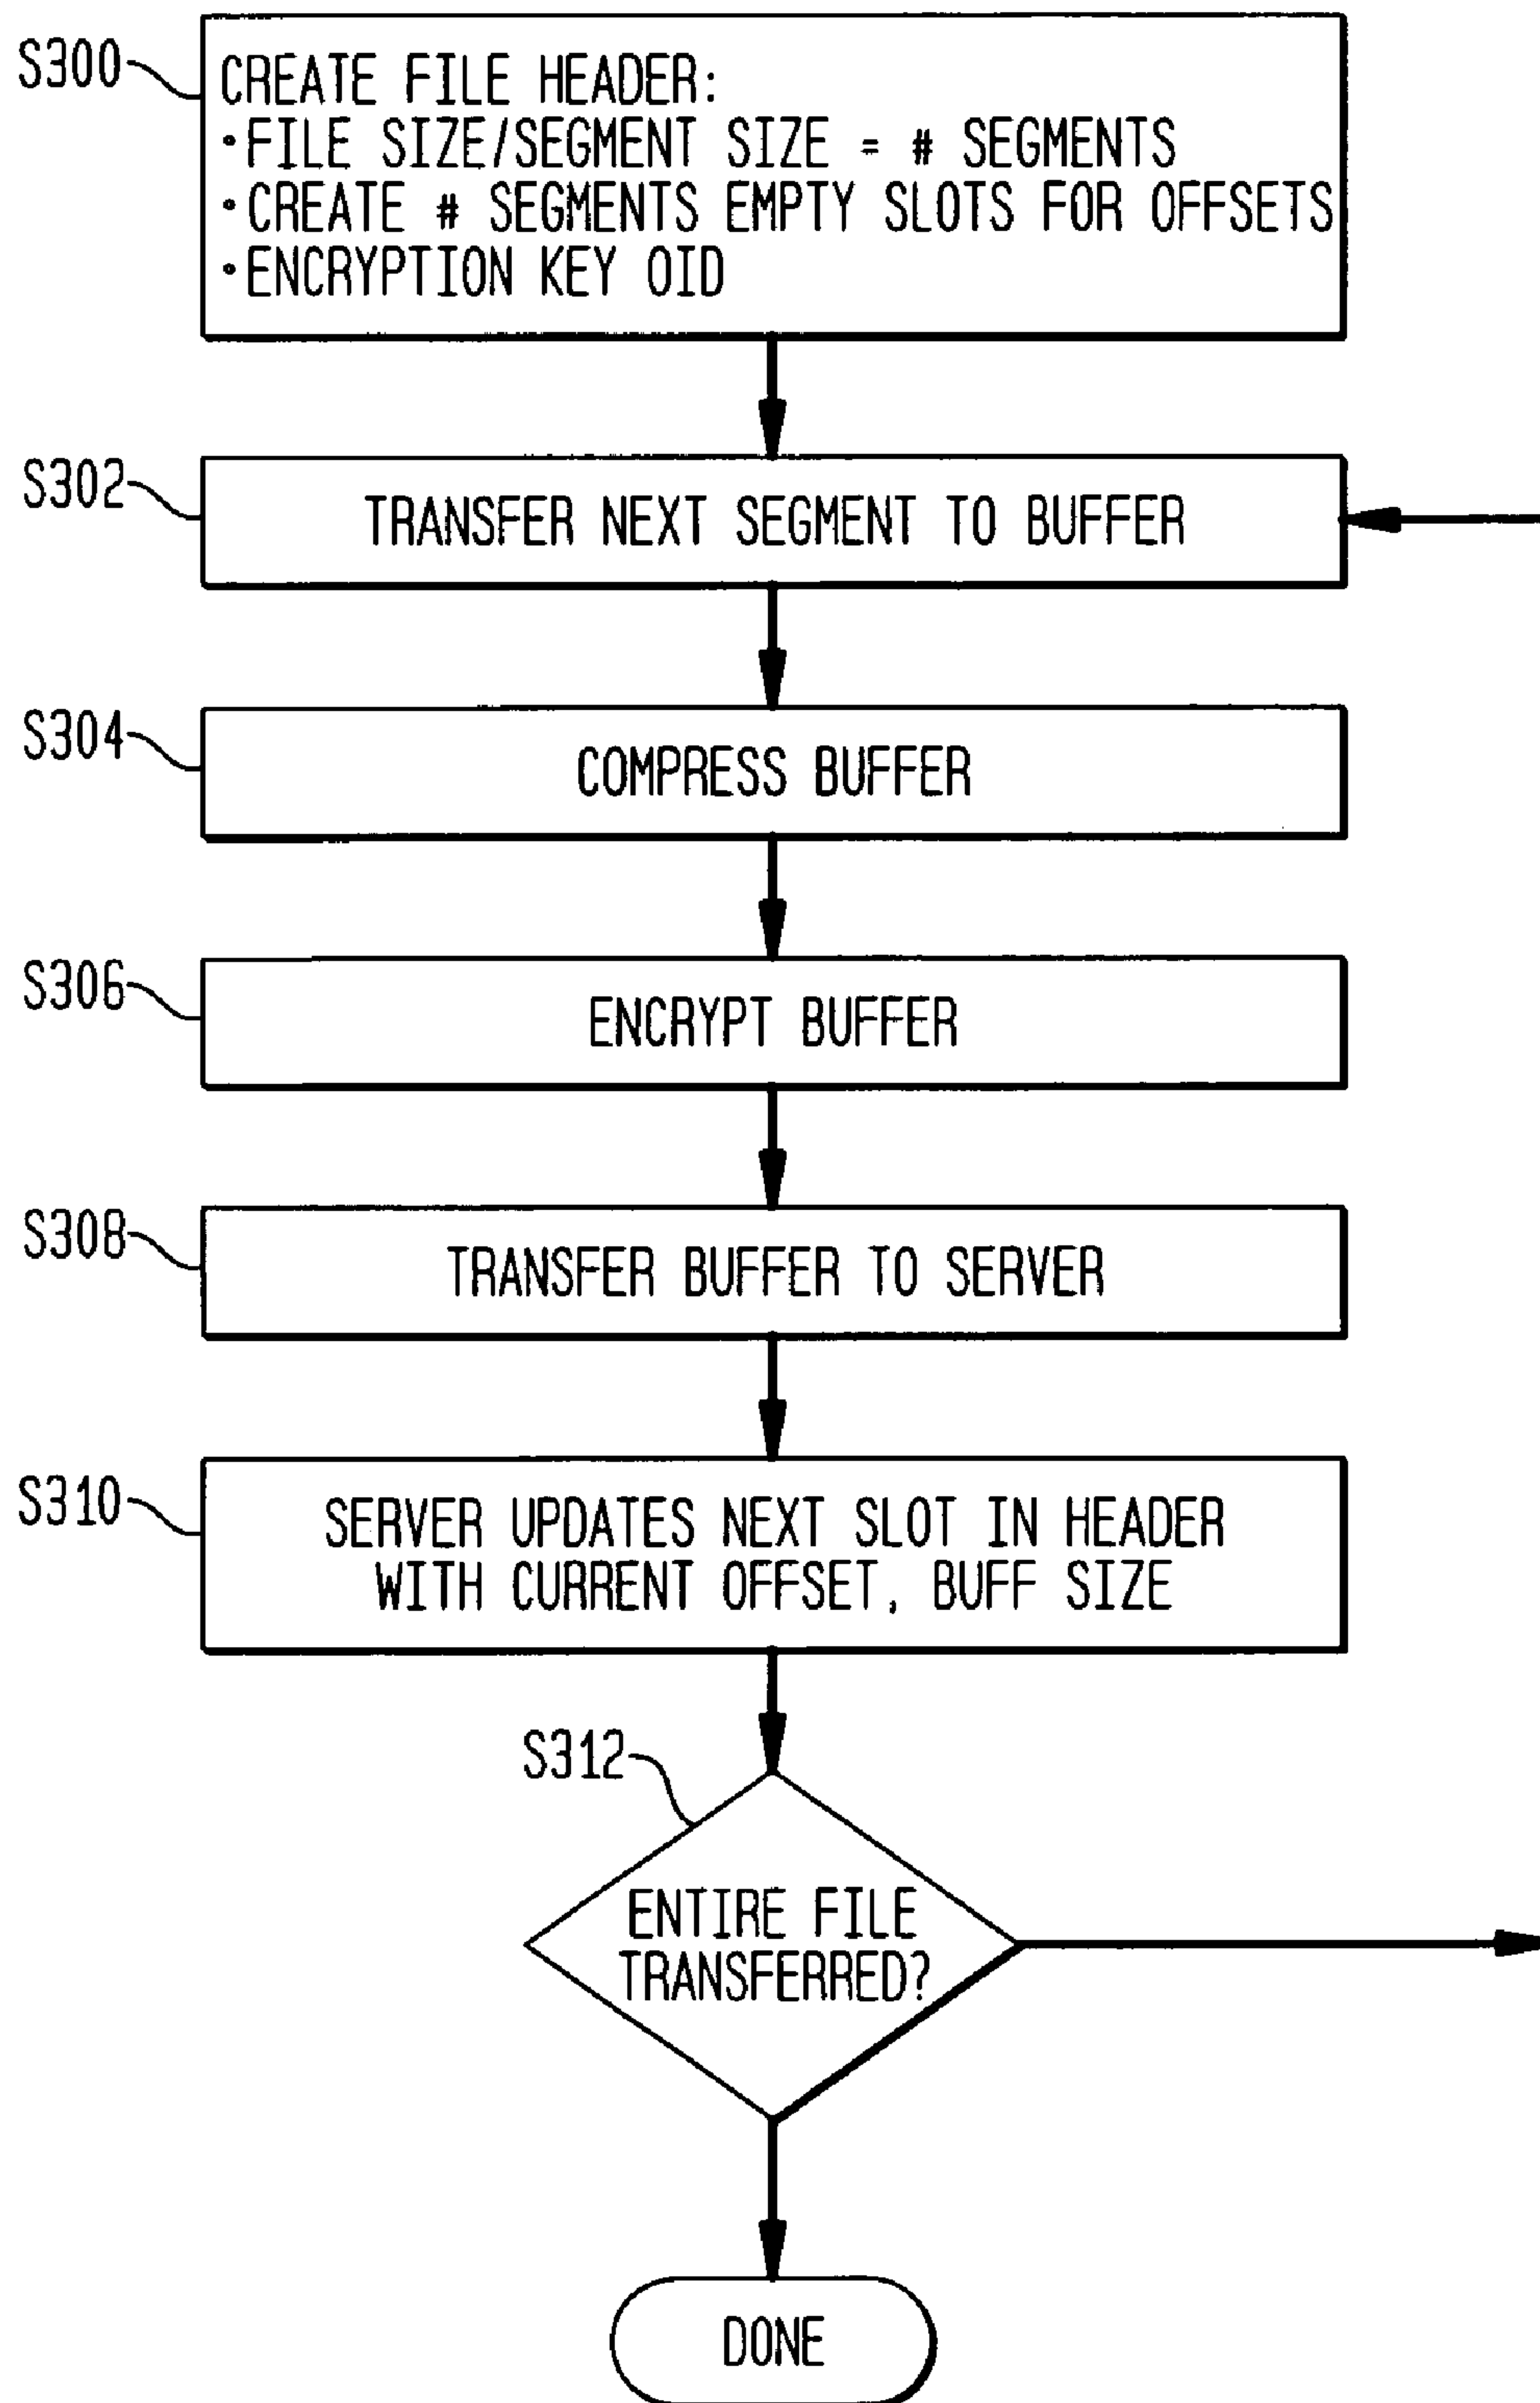 S300
CREATE FILE HEADER:
•FILE SIZE/SEGMENT SIZE = # SEGMENTS
•CREATE # SEGMENTS EMPTY SLOTS FOR OFFSETS
•ENCRYPTION KEY OID
S302
TRANSFER NEXT SEGMENT TO BUFFER
S304
COMPRESS BUFFER
S306
ENCRYPT BUFFER
S308
TRANSFER BUFFER TO SERVER
S310
SERVER UPDATES NEXT SLOT IN HEADER
WITH CURRENT OFFSET, BUFF SIZE
S312
ENTIRE FILE
TRANSFERRED?
DONE